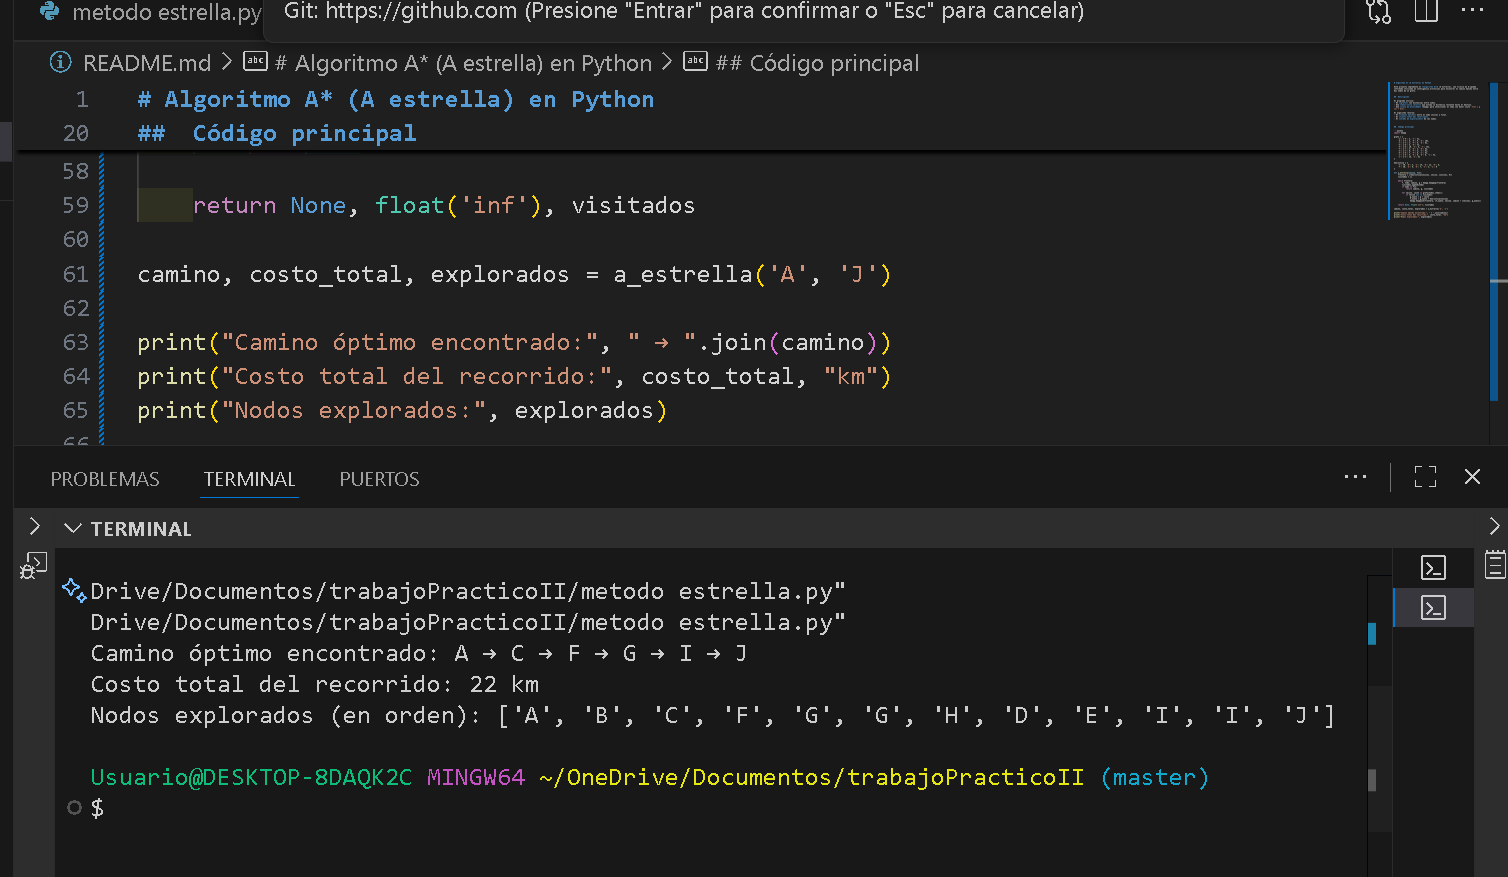 metodo estrella.py
Git: https://github.com (Presione "Entrar" para confirmar o "Esc" para cancelar)
README.md > # Algoritmo A* (A estrella) en Python > ## Código principal
1 # Algoritmo A* (A estrella) en Python
20 ## Código principal
58
59 return None, float('inf'), visitados
60
61 camino, costo_total, explorados = a_estrella('A', 'J')
62
63 print("Camino óptimo encontrado:", " → ".join(camino))
64 print("Costo total del recorrido:", costo_total, "km")
65 print("Nodos explorados:", explorados)
66
PROBLEMAS TERMINAL PUERTOS
TERMINAL
Drive/Documentos/trabajoPracticoII/metodo estrella.py"
Drive/Documentos/trabajoPracticoII/metodo estrella.py"
Camino óptimo encontrado: A → C → F → G → I → J
Costo total del recorrido: 22 km
Nodos explorados (en orden): ['A', 'B', 'C', 'F', 'G', 'G', 'H', 'D', 'E', 'I', 'I', 'J']
Usuario@DESKTOP-8DAQK2C MINGW64 ~/OneDrive/Documentos/trabajoPracticoII (master)
$